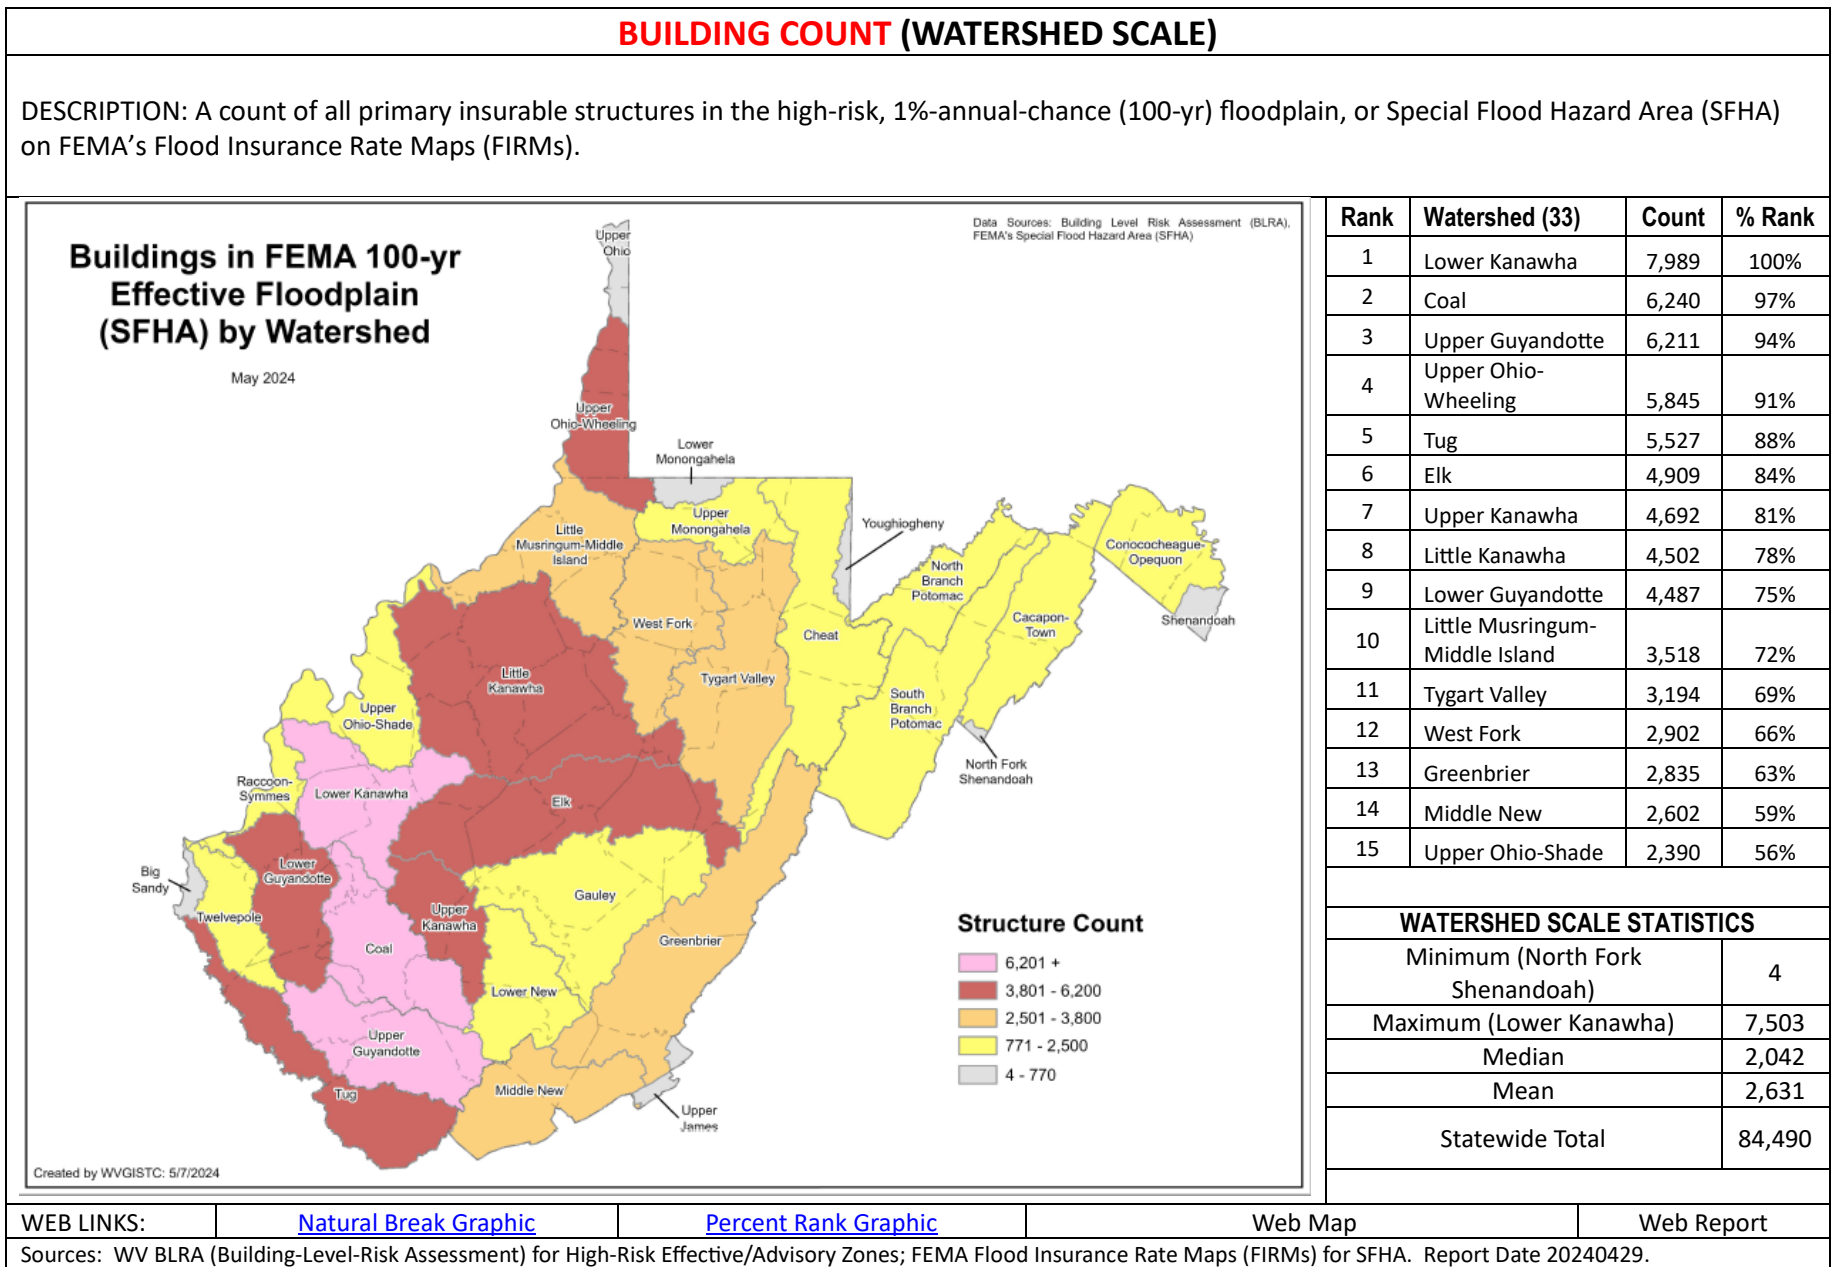 BUILDING COUNT (WATERSHED SCALE)
DESCRIPTION: A count of all primary insurable structures in the high-risk, 1%-annual-chance (100-yr) floodplain, or Special Flood Hazard Area (SFHA)
on FEMA's Flood Insurance Rate Maps (FIRMs).
Buildings in FEMA 100-yr
Effective Floodplain
(SFHA) by Watershed
May 2024
Data Sources: Building Level Risk Assessment (BLRA),
FEMA's Special Flood Hazard Area (SFHA)
Upper
Ohio
Upper
Ohio-Wheeling
Lower
Monongahela
Upper
Monongahela
Youghiogheny
Little
Musringum-Middle
Island
North
Branch
Potomac
Conococheague-
Opequon
Shenandoah
West Fork
Cheat
Cacapon-
Town
Little
Kanawha
Tygart Valley
South
Branch
Potomac
Upper
Ohio-Shade
North Fork
Shenandoah
Raccoon-
Symmes
Lower Kanawha
Elk
Big
Sandy
Lower
Guyandotte
Gauley
Twelvepole
Upper
Kanawha
Coal
Greenbrier
Lower New
Upper
Guyandotte
Tug
Middle New
Upper
James
Structure Count
6,201 +
3,801 - 6,200
2,501 - 3,800
771 - 2,500
4 - 770
Created by WVGISTC: 5/7/2024
Rank Watershed (33) Count % Rank
1 Lower Kanawha 7,989 100%
2 Coal 6,240 97%
3 Upper Guyandotte 6,211 94%
4 Upper Ohio-
Wheeling 5,845 91%
5 Tug 5,527 88%
6 Elk 4,909 84%
7 Upper Kanawha 4,692 81%
8 Little Kanawha 4,502 78%
9 Lower Guyandotte 4,487 75%
10 Little Musringum-
Middle Island 3,518 72%
11 Tygart Valley 3,194 69%
12 West Fork 2,902 66%
13 Greenbrier 2,835 63%
14 Middle New 2,602 59%
15 Upper Ohio-Shade 2,390 56%
WATERSHED SCALE STATISTICS
Minimum (North Fork
Shenandoah) 4
Maximum (Lower Kanawha) 7,503
Median 2,042
Mean 2,631
Statewide Total 84,490
WEB LINKS: Natural Break Graphic Percent Rank Graphic Web Map Web Report
Sources: WV BLRA (Building-Level-Risk Assessment) for High-Risk Effective/Advisory Zones; FEMA Flood Insurance Rate Maps (FIRMs) for SFHA. Report Date 20240429.